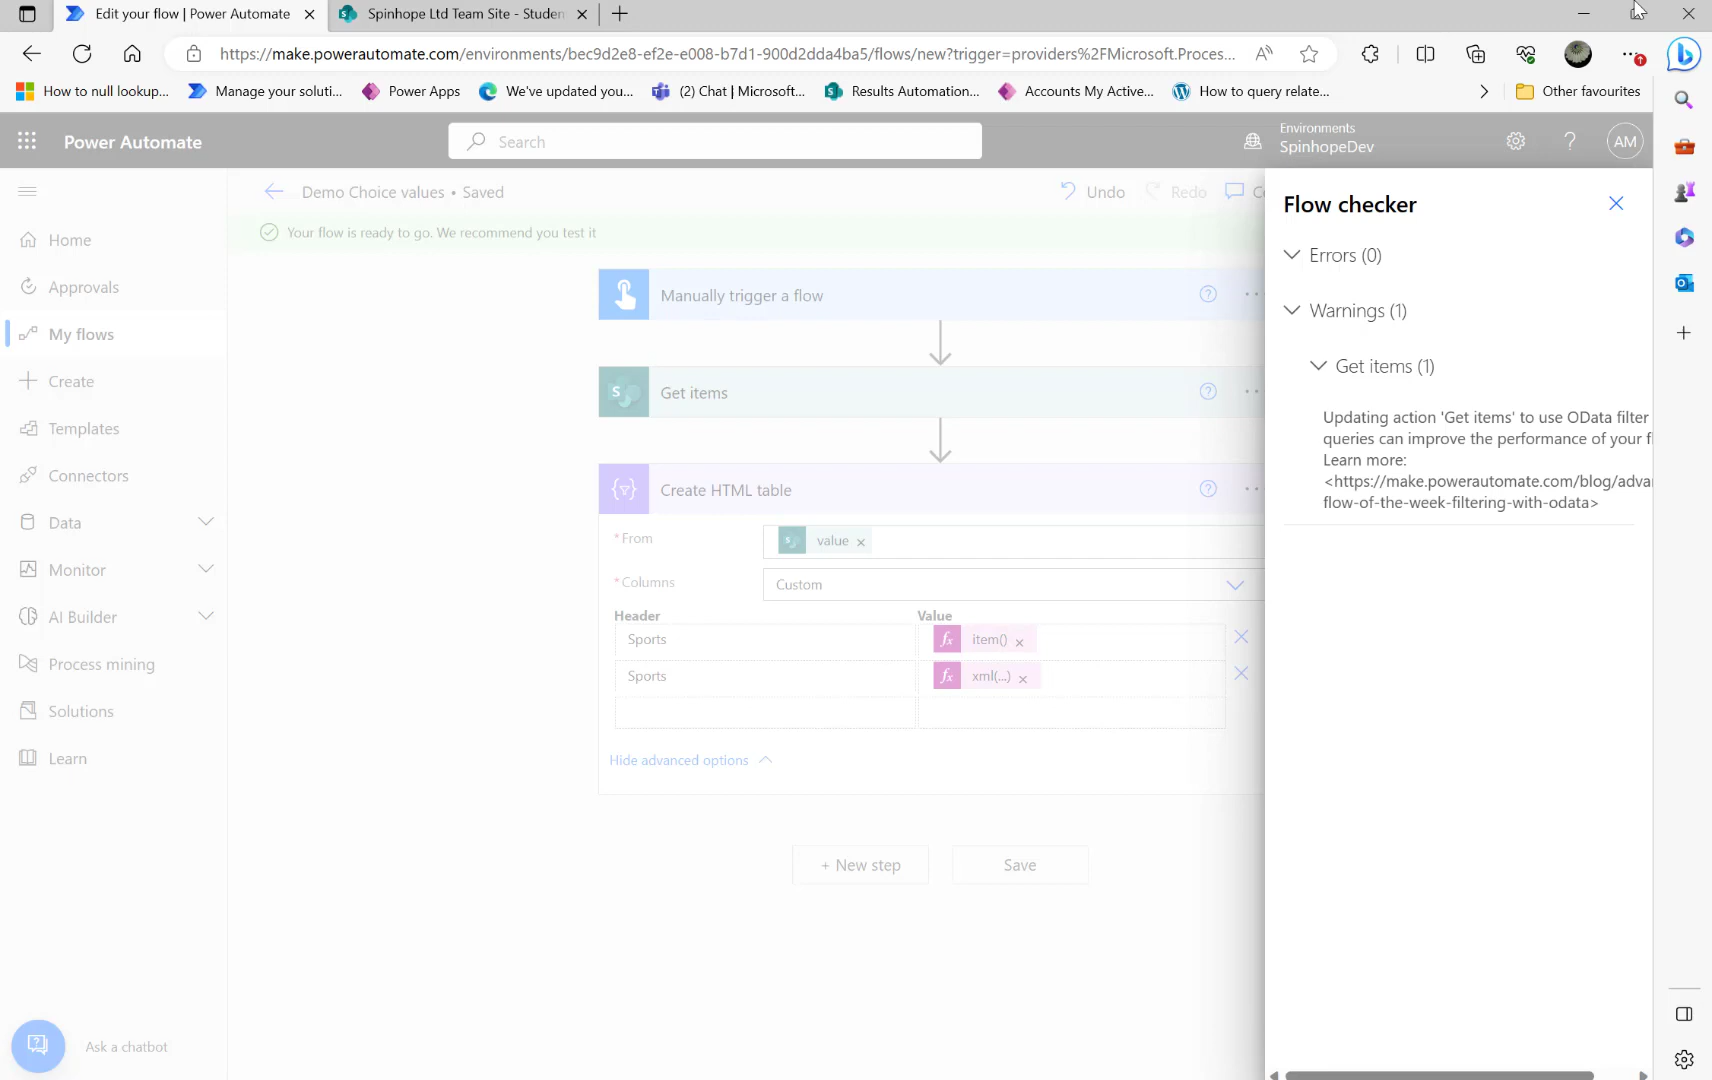 Edit your flow | Power Automate
Spinhope Ltd Team Site - Studen
https://make.powerautomate.com/environments/bec9d2e8-ef2e-e008-b7d1-900d2dda4ba5/flows/new?trigger=providers%2FMicrosoft.Proces...
How to null lookup...
Manage your soluti...
Power Apps
We've updated you...
(2) Chat | Microsoft...
Results Automation...
Accounts My Active...
How to query relate...
Other favourites
Power Automate
Search
Environments
SpinhopeDev
AM
Home
Approvals
My flows
Create
Templates
Connectors
Data
Monitor
AI Builder
Process mining
Solutions
Learn
Ask a chatbot
Demo Choice values • Saved
Undo
Redo
Your flow is ready to go. We recommend you test it
Manually trigger a flow
Get items
Create HTML table
* From
value ×
* Columns
Custom
Header
Value
Sports
fx item() ×
Sports
fx xml(...) ×
Hide advanced options
+ New step
Save
Flow checker
Errors (0)
Warnings (1)
Get items (1)
Updating action 'Get items' to use OData filter
queries can improve the performance of your f
Learn more:
<https://make.powerautomate.com/blog/adva
flow-of-the-week-filtering-with-odata>